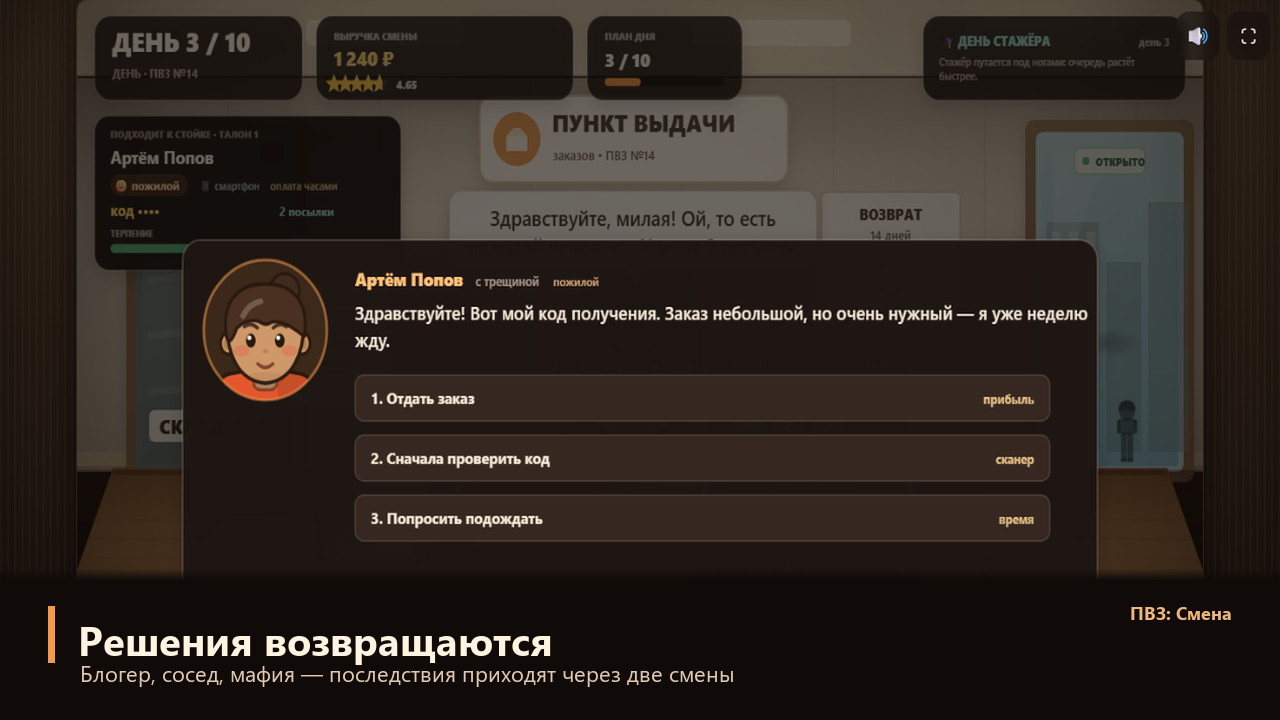 ДЕНЬ 3 / 10
ДЕНЬ • ПВЗ №14
ВЫРУЧКА СМЕНЫ
1 240 ₽
4.65
ПЛАН ДНЯ
3 / 10
ДЕНЬ СТАЖЁРА
день 3
Стажёр путается под ногами: очередь растёт
быстрее.
ПОДХОДИТ К СТОЙКЕ • ТАЛОН 1
Артём Попов
пожилой
смартфон
оплата часами
КОД ••••
2 посылки
ТЕРПЕНИЕ
ПУНКТ ВЫДАЧИ
заказов • ПВЗ №14
Здравствуйте, милая! Ой, то есть
ВОЗВРАТ
14 дней
ОТКРЫТО
СК
Артём Попов с трещиной пожилой
Здравствуйте! Вот мой код получения. Заказ небольшой, но очень нужный — я уже неделю
жду.
1. Отдать заказ прибыль
2. Сначала проверить код сканер
3. Попросить подождать время
ПВЗ: Смена
Решения возвращаются
Блогер, сосед, мафия — последствия приходят через две смены